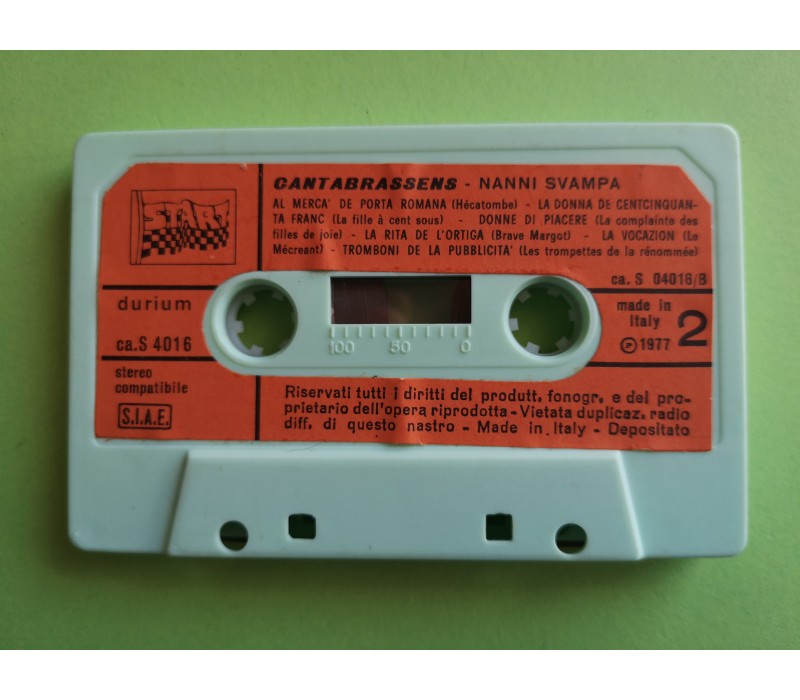 START
CANTABRASSENS - NANNI SVAMPA
AL MERCA' DE PORTA ROMANA (Hécatombe) - LA DONNA DE CENTCINQUAN-
TA FRANC (La fille à cent sous) - DONNE DI PIACERE (La complainte des
filles de joie) - LA RITA DE L'ORTIGA (Brave Margot) - LA VOCAZION (Le
Mécreant) - TROMBONI DE LA PUBBLICITA' (Les trompettes de la rénommée)
ca. S 04016/B
durium
ca.S 4016
100 50 0
made in
Italy
℗1977
2
stereo
compatibile
S.I.A.E.
Riservati tutti i diritti del produtt. fonogr. e del pro-
prietario dell'opera riprodotta - Vietata duplicaz. radio
diff. di questo nastro - Made in Italy - Depositato